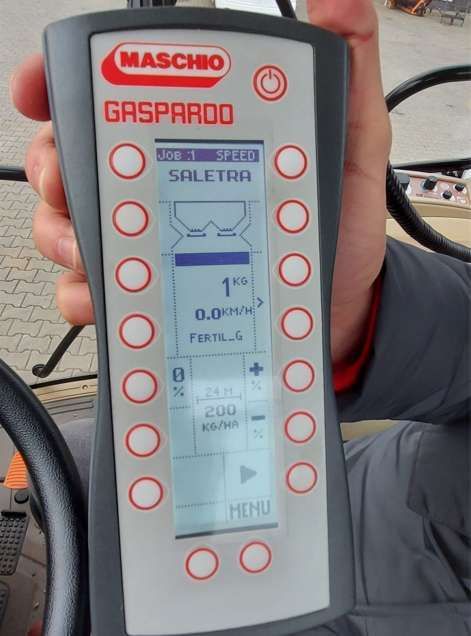 MASCHIO
GASPARDO
JOB :1 SPEED
SALETRA
1 KG
0.0 KM/H
FERTIL_G
0 %
24 M
200
KG/HA
+ %
- %
MENU